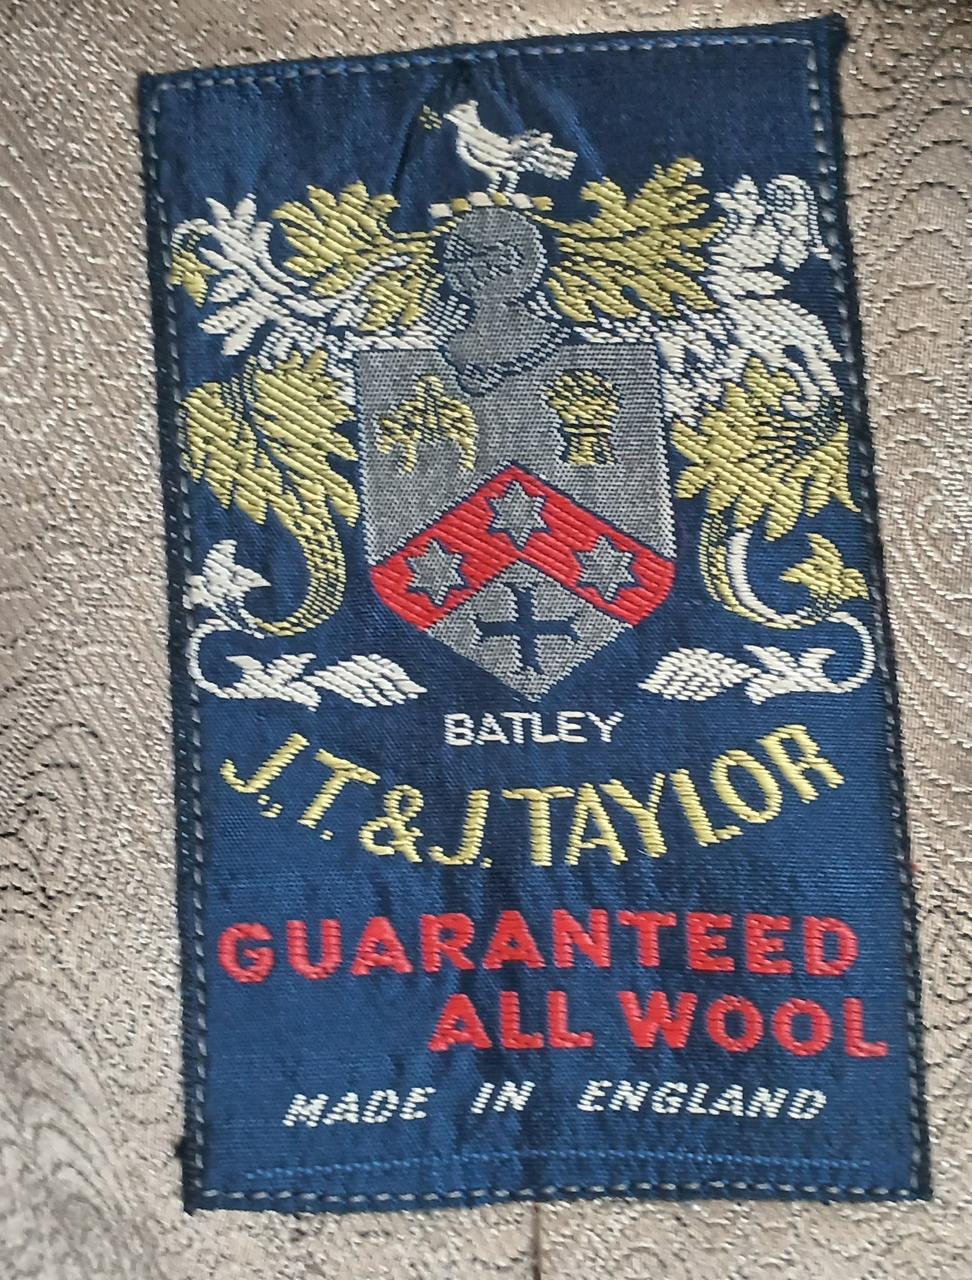 BATLEY
J.T. & J. TAYLOR
GUARANTEED
ALL WOOL
MADE IN ENGLAND